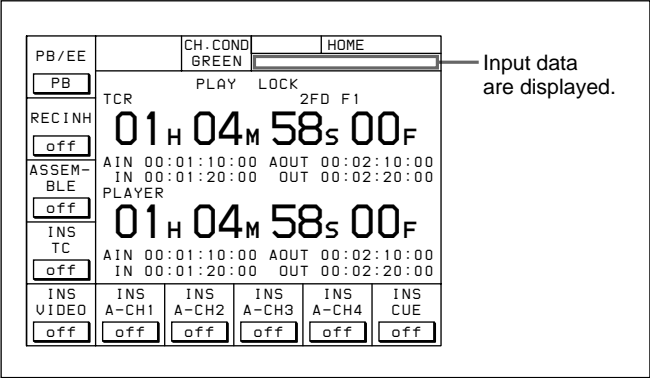 PB/EE
PB
CH.COND
GREEN
HOME
Input data
are displayed.
PLAY LOCK
TCR 2FD F1
RECINH
off
01H 04M 58S 00F
AIN 00:01:10:00 AOUT 00:02:10:00
IN 00:01:20:00 OUT 00:02:20:00
ASSEM-
BLE
off
PLAYER
01H 04M 58S 00F
INS
TC
off
AIN 00:01:10:00 AOUT 00:02:10:00
IN 00:01:20:00 OUT 00:02:20:00
INS
VIDEO
off
INS
A-CH1
off
INS
A-CH2
off
INS
A-CH3
off
INS
A-CH4
off
INS
CUE
off